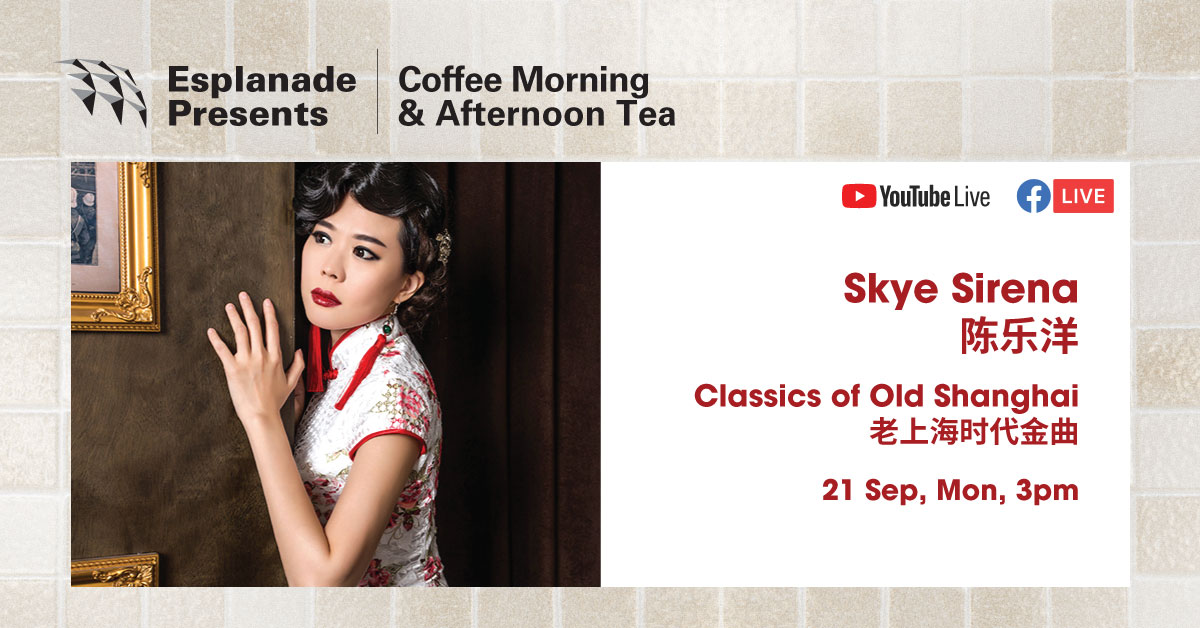 Esplanade
Presents
Coffee Morning
& Afternoon Tea
YouTube Live
LIVE
Skye Sirena
陈乐洋
Classics of Old Shanghai
老上海时代金曲
21 Sep, Mon, 3pm